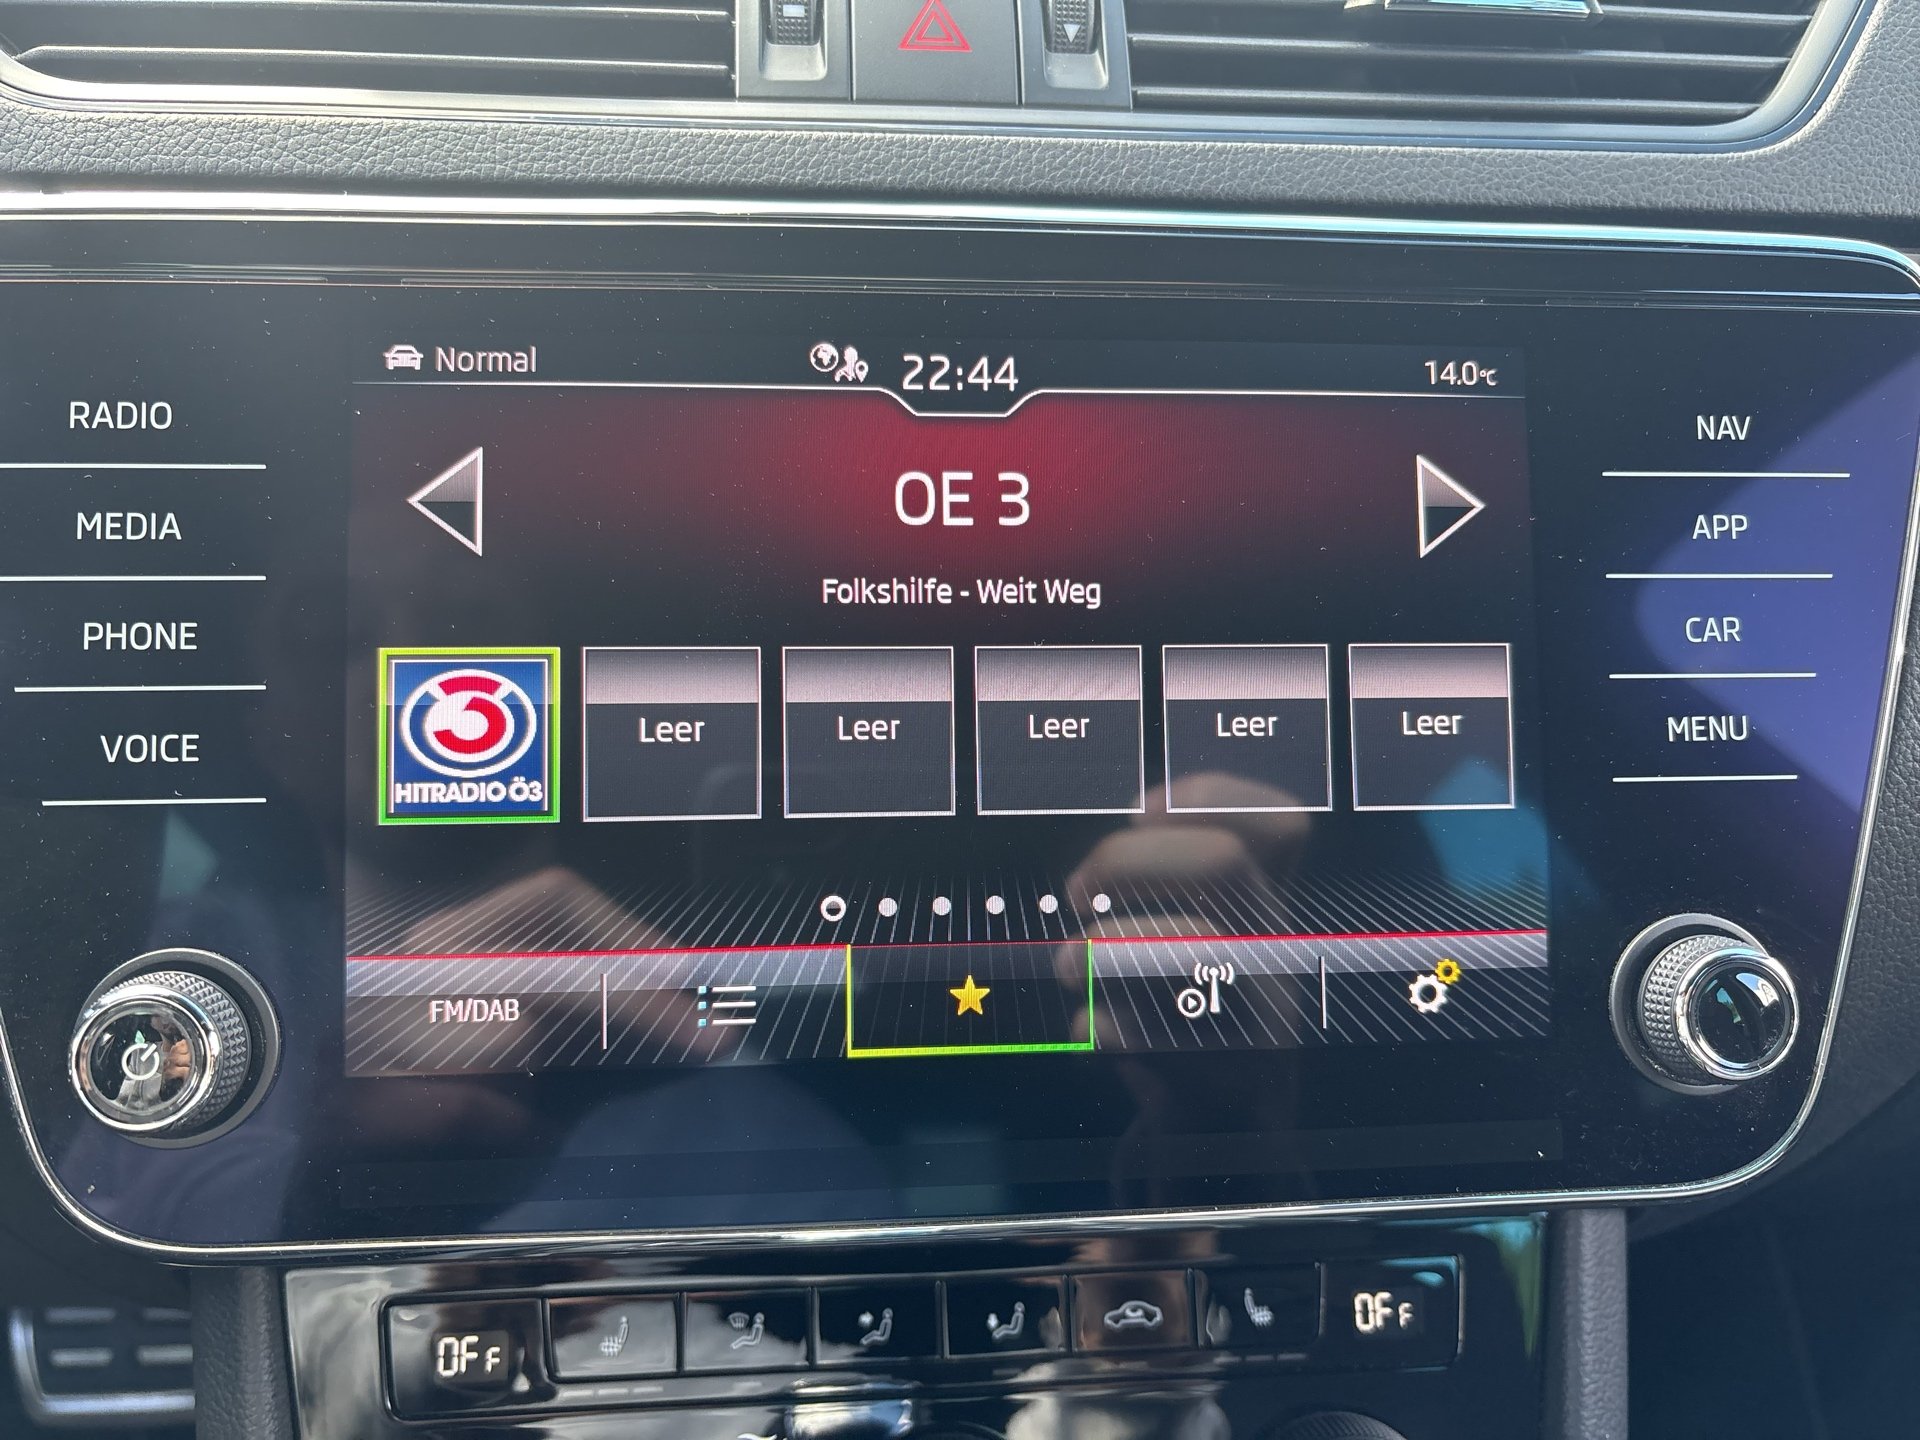 Normal
22:44
14.0°C
RADIO
MEDIA
PHONE
VOICE
OE 3
Folkshilfe - Weit Weg
HITRADIO Ö3
Leer
Leer
Leer
Leer
Leer
FM/DAB
NAV
APP
CAR
MENU
OFF
OFF